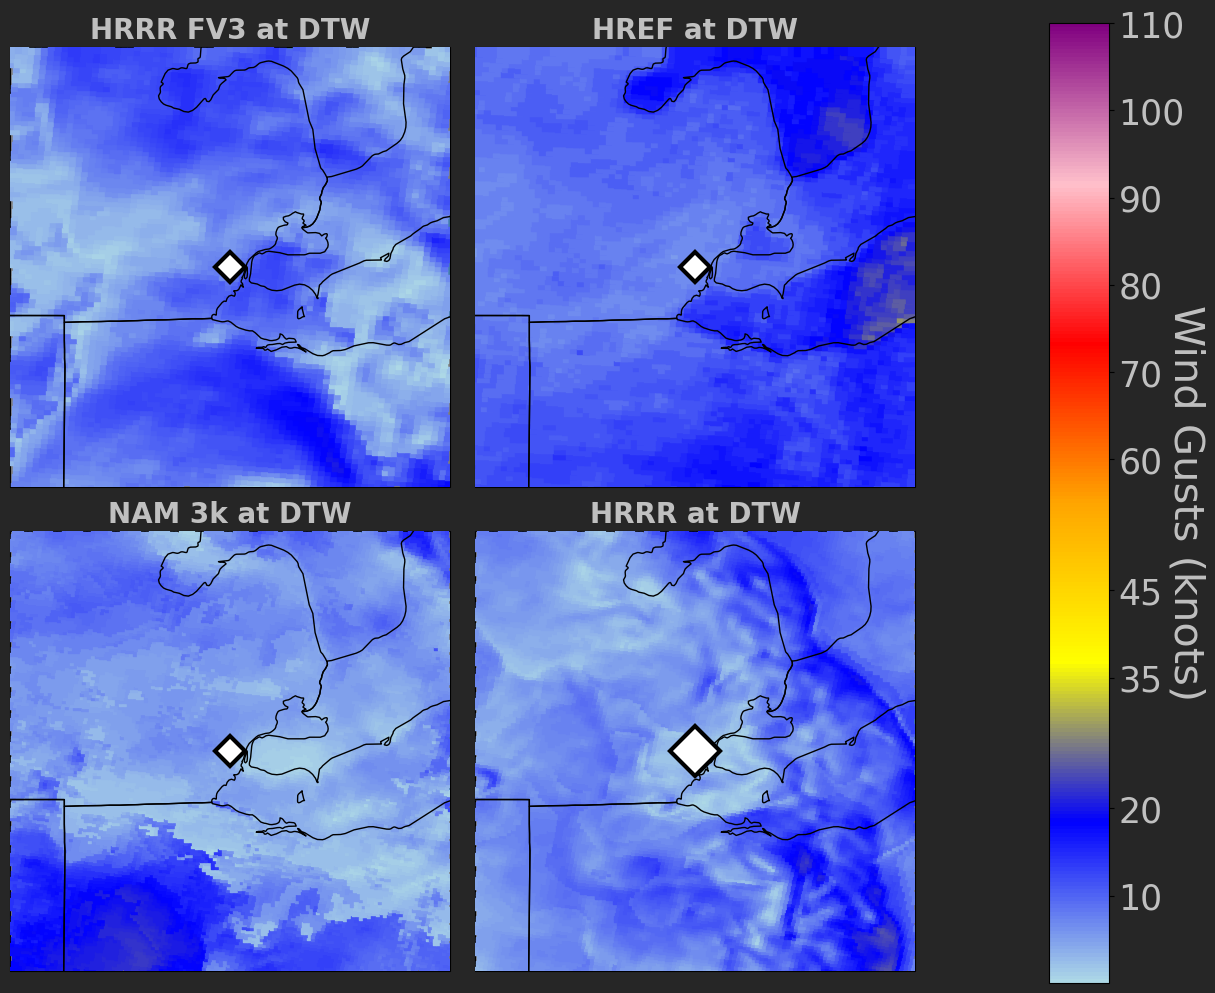 HRRR FV3 at DTW
HREF at DTW
NAM 3k at DTW
HRRR at DTW
110
100
90
80
70
60
45
35
20
10
Wind Gusts (knots)